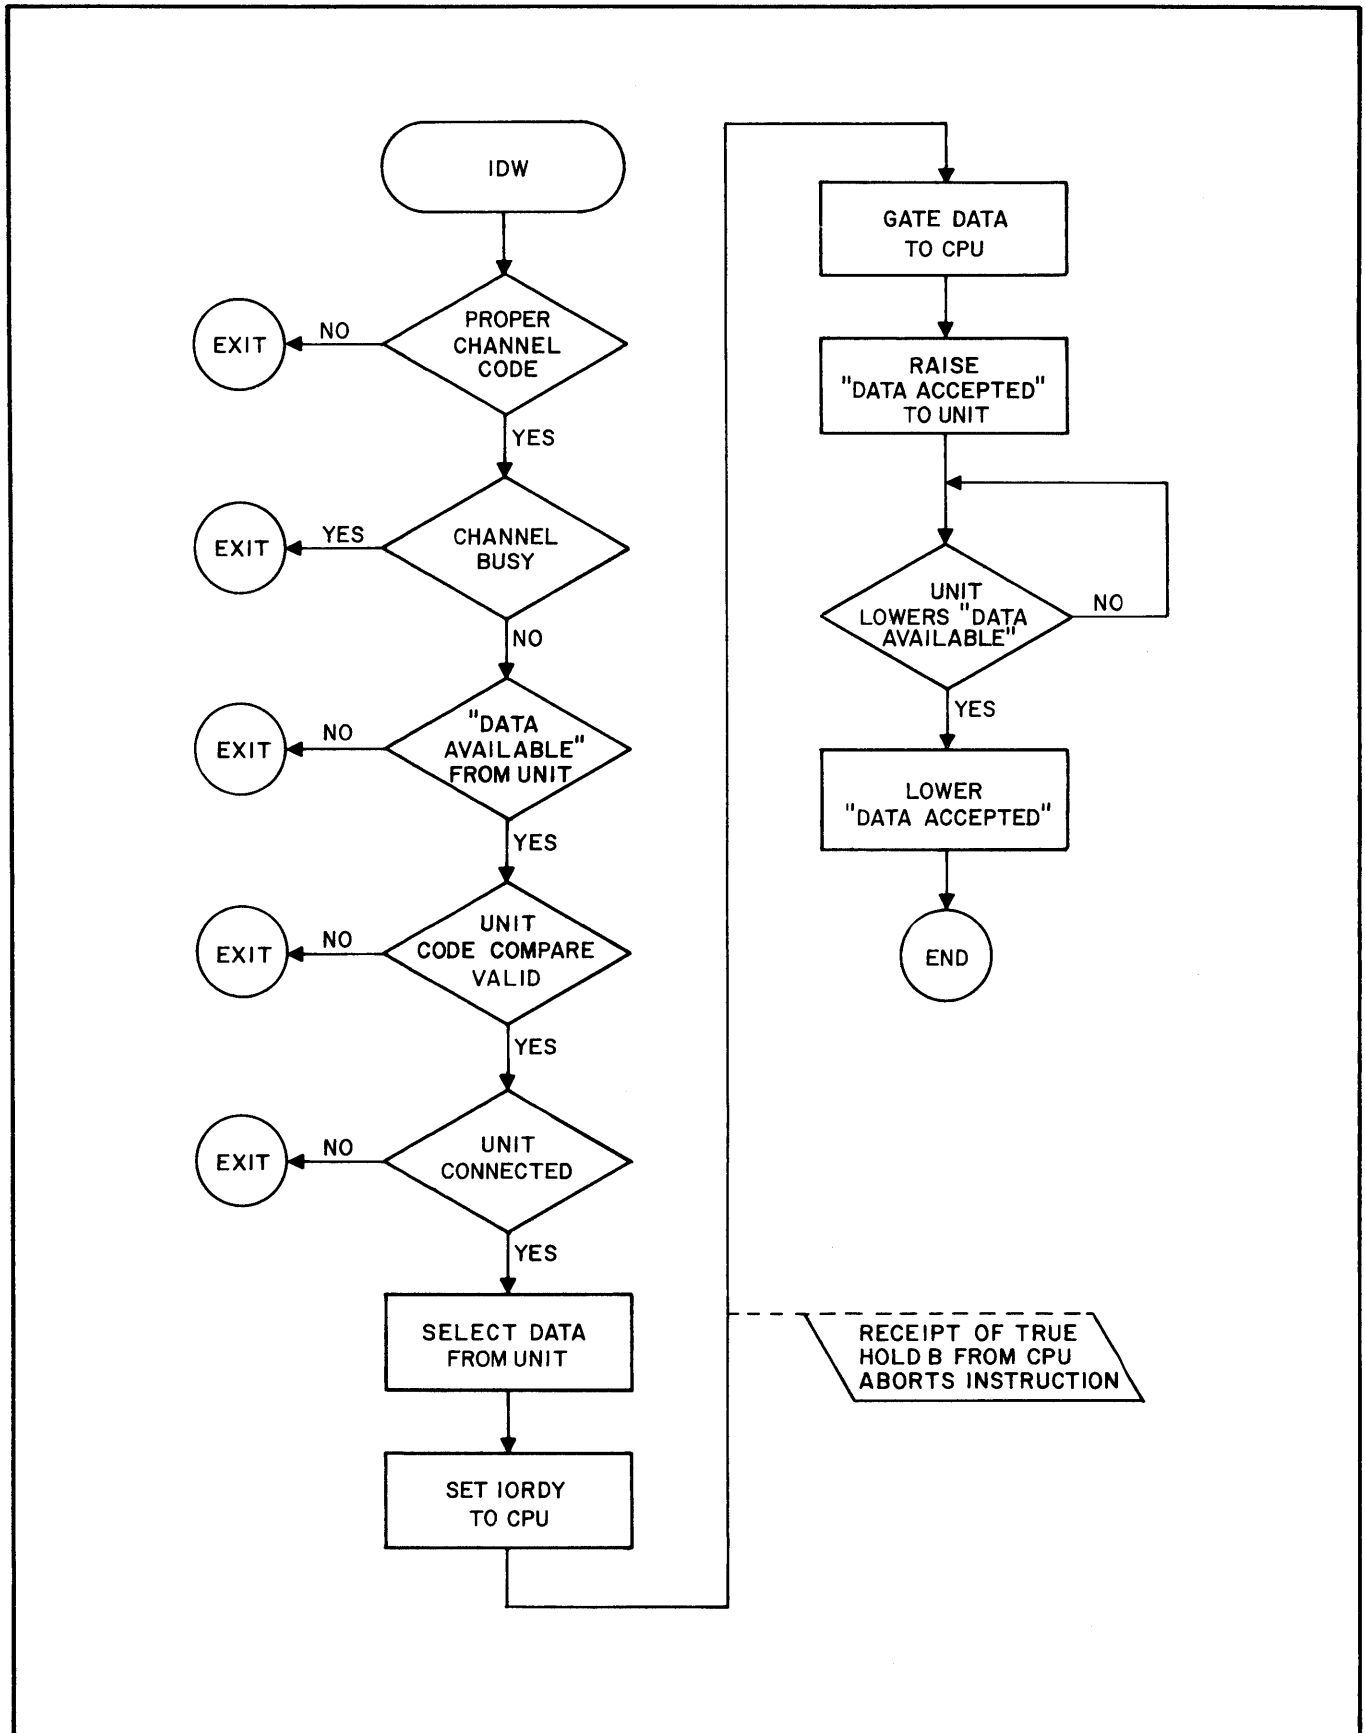 IDW
PROPER
CHANNEL
CODE
NO
EXIT
YES
CHANNEL
BUSY
YES
EXIT
NO
"DATA
AVAILABLE"
FROM UNIT
NO
EXIT
YES
UNIT
CODE COMPARE
VALID
NO
EXIT
YES
UNIT
CONNECTED
NO
EXIT
YES
SELECT DATA
FROM UNIT
SET IORDY
TO CPU
RECEIPT OF TRUE
HOLD B FROM CPU
ABORTS INSTRUCTION
GATE DATA
TO CPU
RAISE
"DATA ACCEPTED"
TO UNIT
UNIT
LOWERS "DATA
AVAILABLE"
NO
YES
LOWER
"DATA ACCEPTED"
END